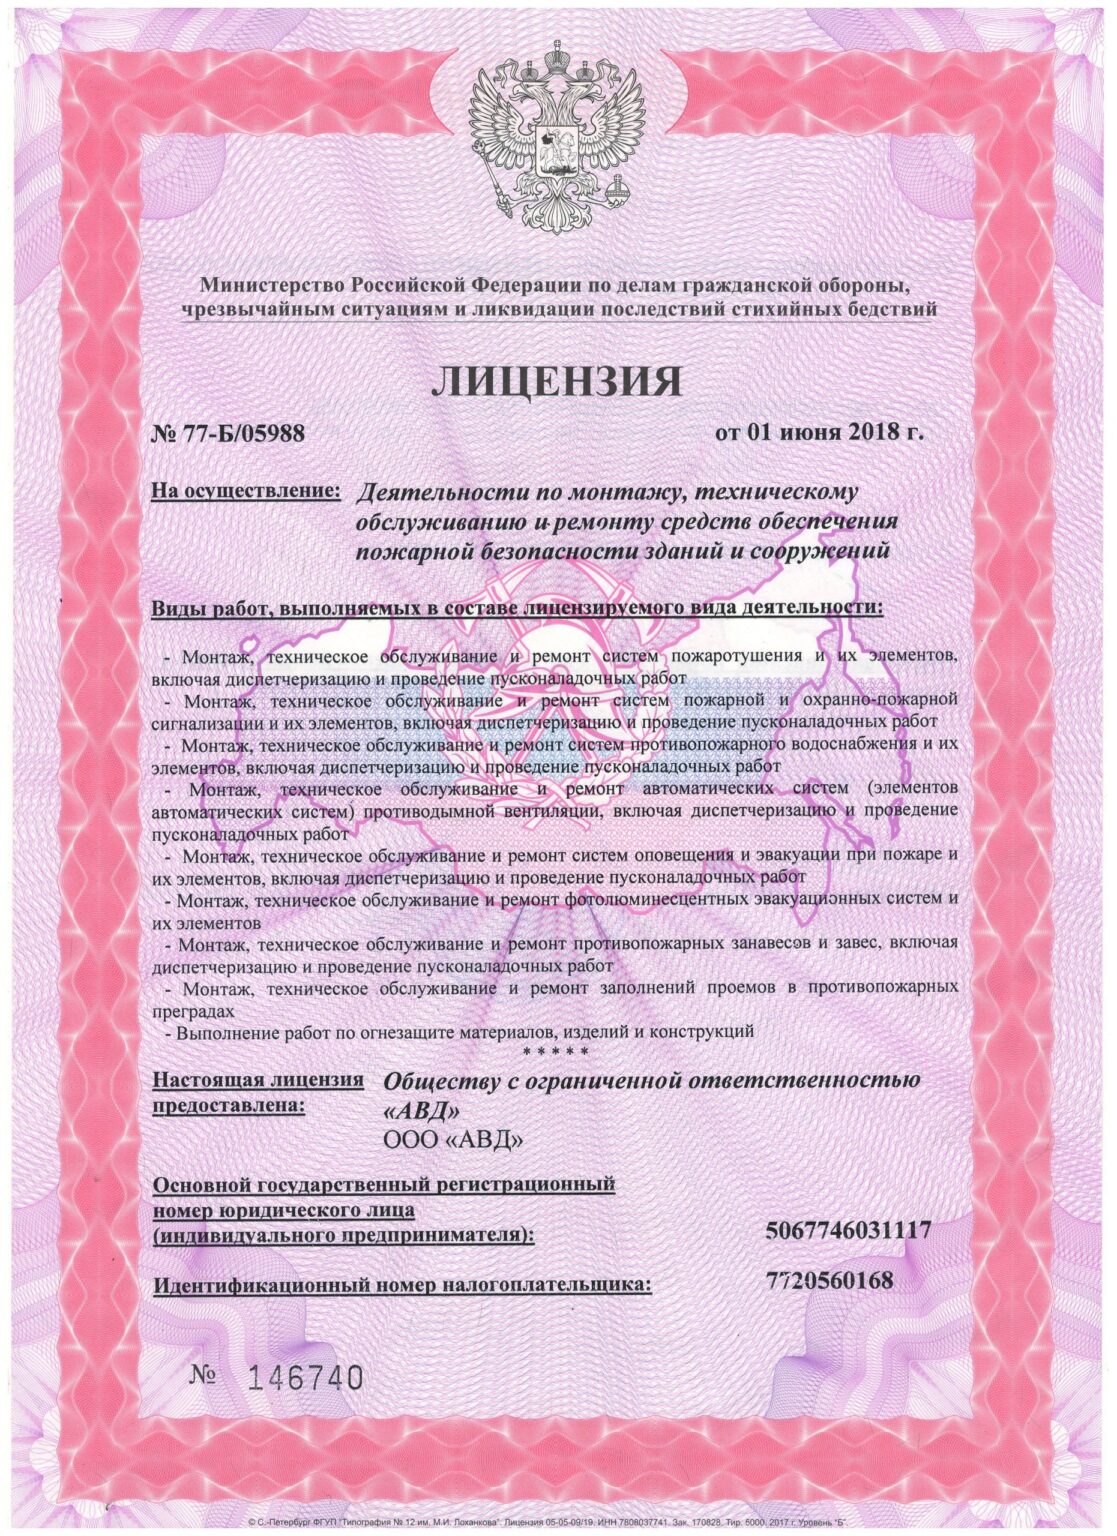 Министерство Российской Федерации по делам гражданской обороны,
чрезвычайным ситуациям и ликвидации последствий стихийных бедствий
ЛИЦЕНЗИЯ
№ 77-Б/05988 от 01 июня 2018 г.
На осуществление: Деятельности по монтажу, техническому
обслуживанию и ремонту средств обеспечения
пожарной безопасности зданий и сооружений
Виды работ, выполняемых в составе лицензируемого вида деятельности:
- Монтаж, техническое обслуживание и ремонт систем пожаротушения и их элементов,
включая диспетчеризацию и проведение пусконаладочных работ
- Монтаж, техническое обслуживание и ремонт систем пожарной и охранно-пожарной
сигнализации и их элементов, включая диспетчеризацию и проведение пусконаладочных работ
- Монтаж, техническое обслуживание и ремонт систем противопожарного водоснабжения и их
элементов, включая диспетчеризацию и проведение пусконаладочных работ
- Монтаж, техническое обслуживание и ремонт автоматических систем (элементов
автоматических систем) противодымной вентиляции, включая диспетчеризацию и проведение
пусконаладочных работ
- Монтаж, техническое обслуживание и ремонт систем оповещения и эвакуации при пожаре и
их элементов, включая диспетчеризацию и проведение пусконаладочных работ
- Монтаж, техническое обслуживание и ремонт фотолюминесцентных эвакуационных систем и
их элементов
- Монтаж, техническое обслуживание и ремонт противопожарных занавесов и завес, включая
диспетчеризацию и проведение пусконаладочных работ
- Монтаж, техническое обслуживание и ремонт заполнений проемов в противопожарных
преградах
- Выполнение работ по огнезащите материалов, изделий и конструкций
* * * * *
Настоящая лицензия Обществу с ограниченной ответственностью
предоставлена: «АВД»
ООО «АВД»
Основной государственный регистрационный
номер юридического лица
(индивидуального предпринимателя): 5067746031117
Идентификационный номер налогоплательщика: 7720560168
№ 146740
© С.-Петербург ФГУП "Типография № 12 им. М.И. Лоханкова". Лицензия 05-05-09/19. ИНН 7808037741. Зак. 170828. Тир. 5000. 2017 г. Уровень "Б".